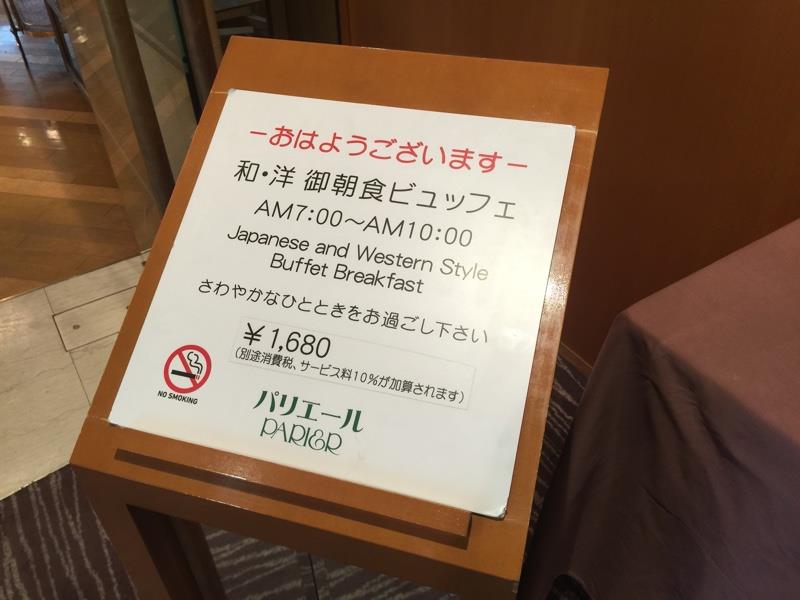 －おはようございます－
和・洋 御朝食ビュッフェ
AM7:00～AM10:00
Japanese and Western Style
Buffet Breakfast
さわやかなひとときをお過ごし下さい
￥1,680
（別途消費税、サービス料10％が加算されます）
NO SMOKING
パリエール
PARIER